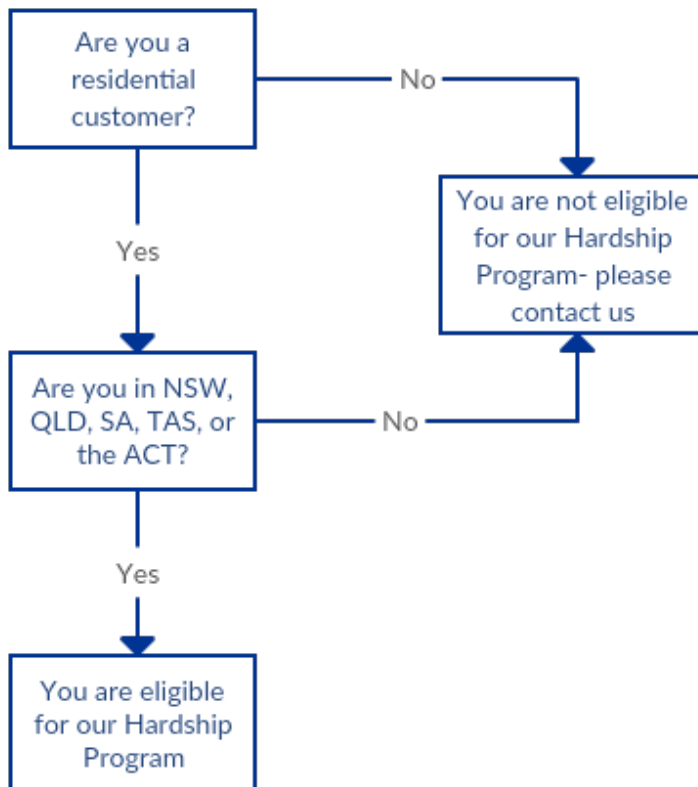 Are you a
residential
customer?
No
You are not eligible
for our Hardship
Program- please
contact us
Yes
Are you in NSW,
QLD, SA, TAS, or
the ACT?
No
Yes
You are eligible
for our Hardship
Program